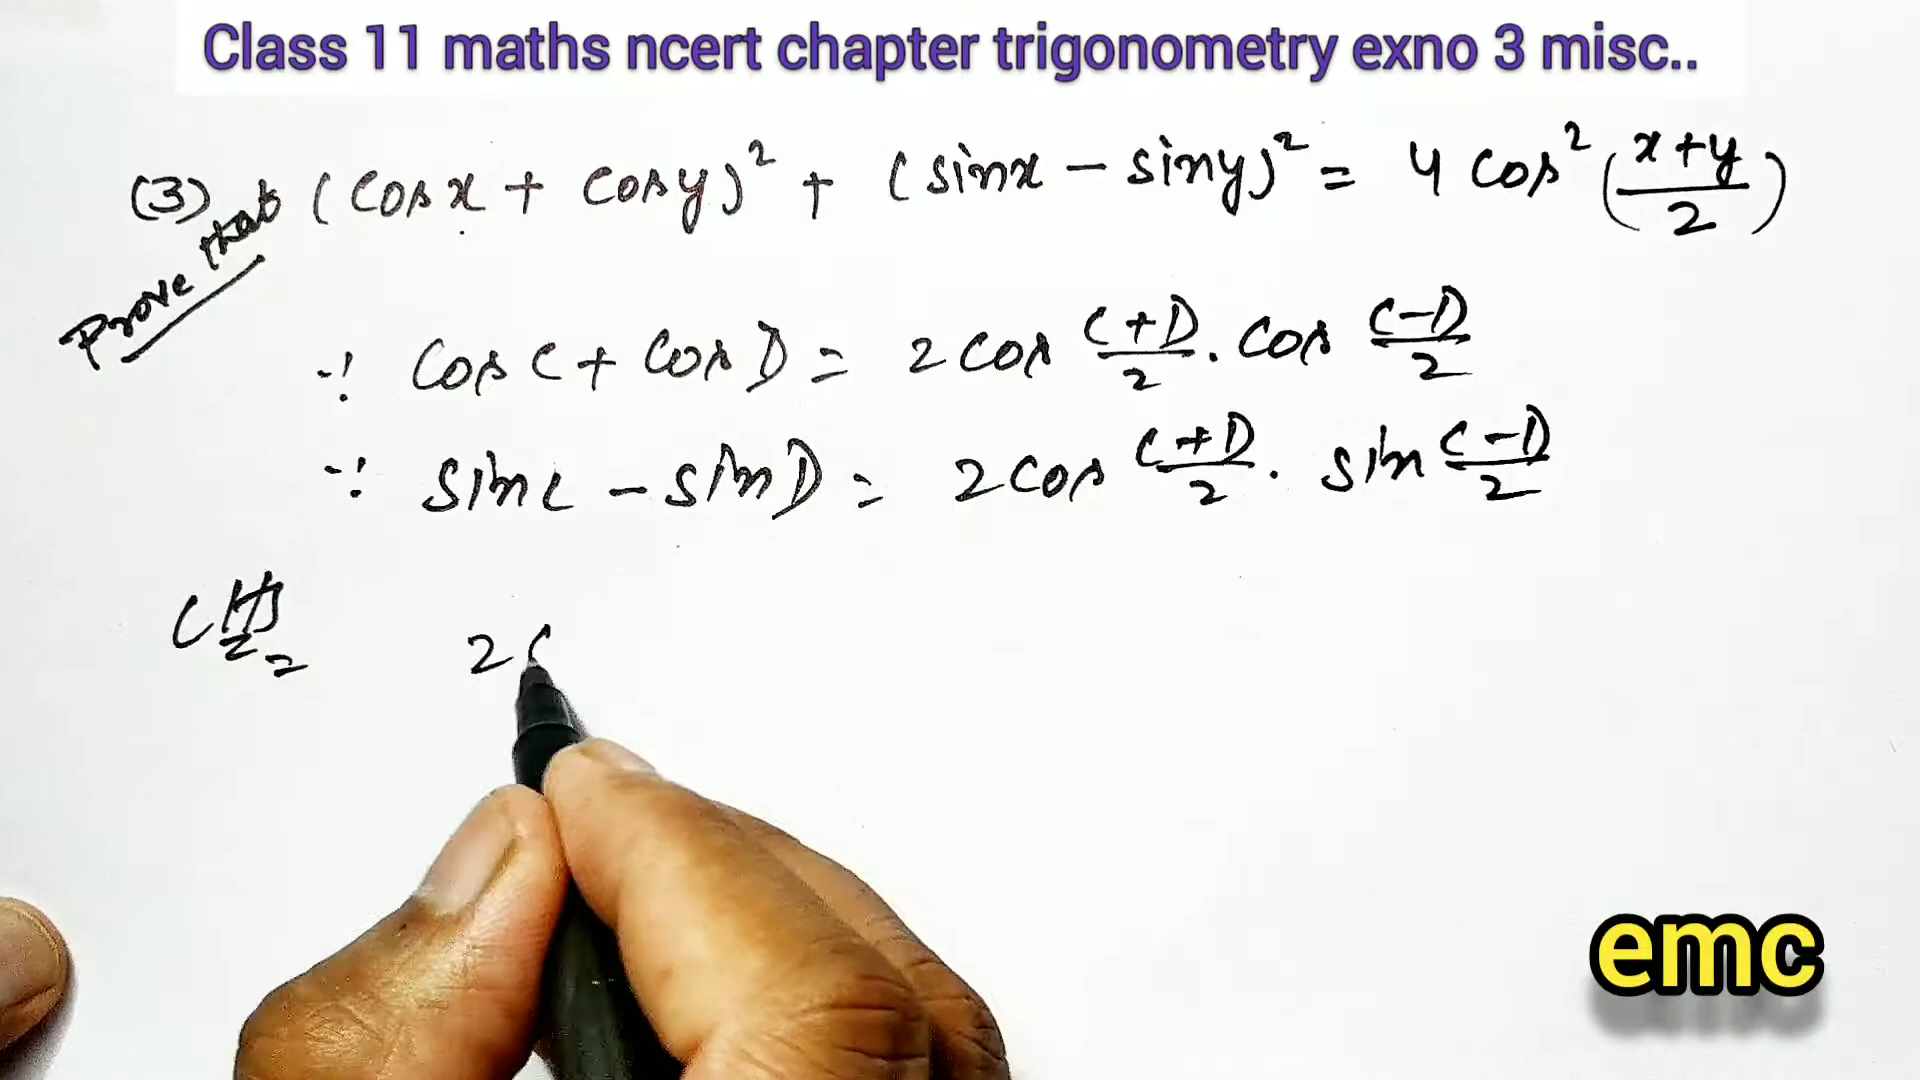 Class 11 maths ncert chapter trigonometry exno 3 misc..
(3) Prove that (cos x + cos y)² + (sin x - sin y)² = 4 cos² ((x+y)/2)
∵ cos C + cos D = 2 cos (C+D)/2 . cos (C-D)/2
∵ sin C - sin D = 2 cos (C+D)/2 . sin (C-D)/2
2 C
emc